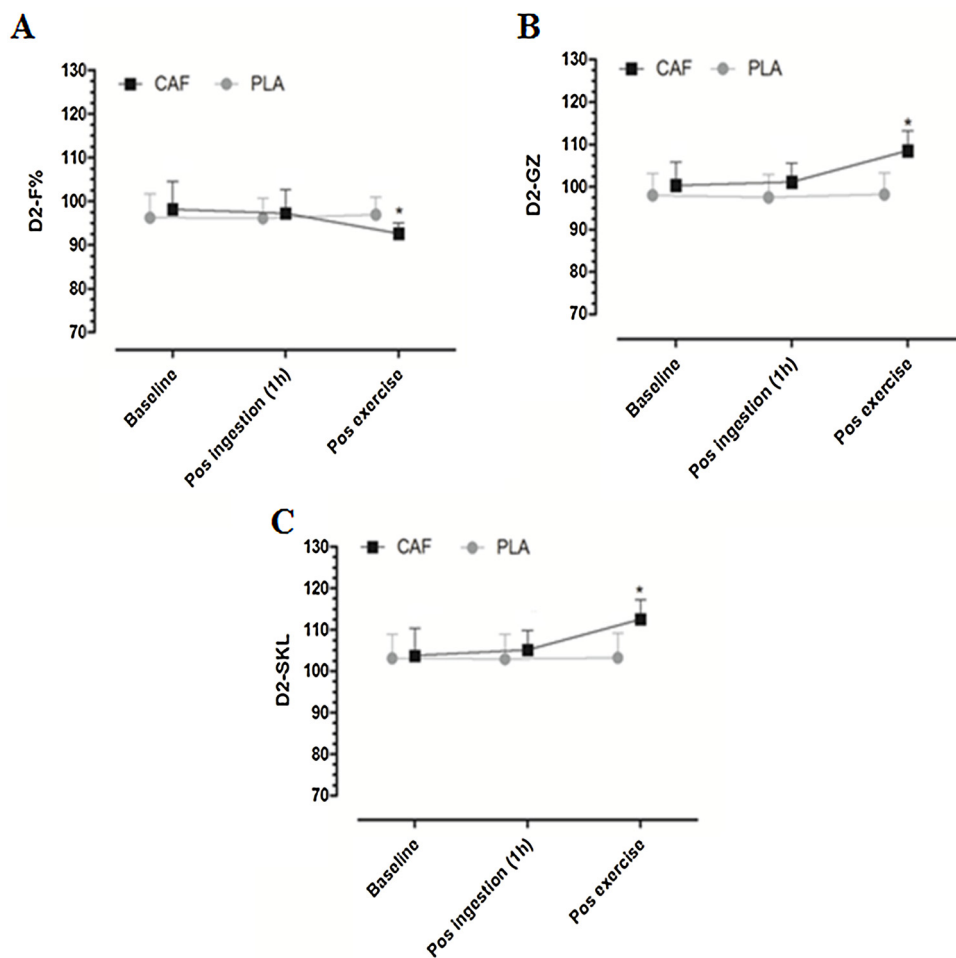 A
CAF PLA
D2-F%
130
120
110
100
90
80
70
*
Baseline
Pos ingestion (1h)
Pos exercise
B
CAF PLA
D2-GZ
130
120
110
100
90
80
70
*
Baseline
Pos ingestion (1h)
Pos exercise
C
CAF PLA
D2-SKL
130
120
110
100
90
80
70
*
Baseline
Pos ingestion (1h)
Pos exercise